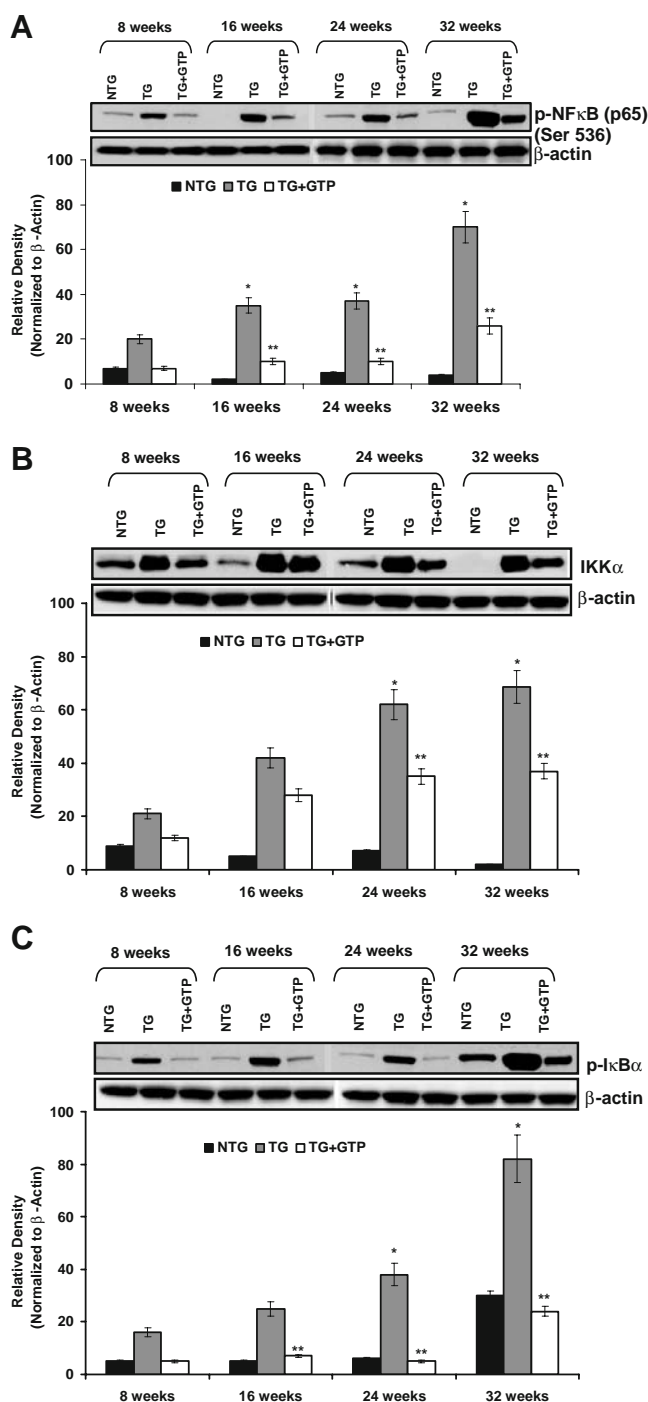 A
8 weeks 16 weeks 24 weeks 32 weeks
NTG TG TG+GTP NTG TG TG+GTP NTG TG TG+GTP NTG TG TG+GTP
p-NFκB (p65)
(Ser 536)
β-actin
NTG TG TG+GTP
Relative Density
(Normalized to β -Actin)
100
80
60
40
20
0
* * *
** ** **
*
8 weeks 16 weeks 24 weeks 32 weeks
B
8 weeks 16 weeks 24 weeks 32 weeks
NTG TG TG+GTP NTG TG TG+GTP NTG TG TG+GTP NTG TG TG+GTP
IKKα
β-actin
NTG TG TG+GTP
Relative Density
(Normalized to β -Actin)
100
80
60
40
20
0
* *
** **
8 weeks 16 weeks 24 weeks 32 weeks
C
8 weeks 16 weeks 24 weeks 32 weeks
NTG TG TG+GTP NTG TG TG+GTP NTG TG TG+GTP NTG TG TG+GTP
p-IκBα
β-actin
NTG TG TG+GTP
Relative Density
(Normalized to β -Actin)
100
80
60
40
20
0
* *
** ** **
8 weeks 16 weeks 24 weeks 32 weeks